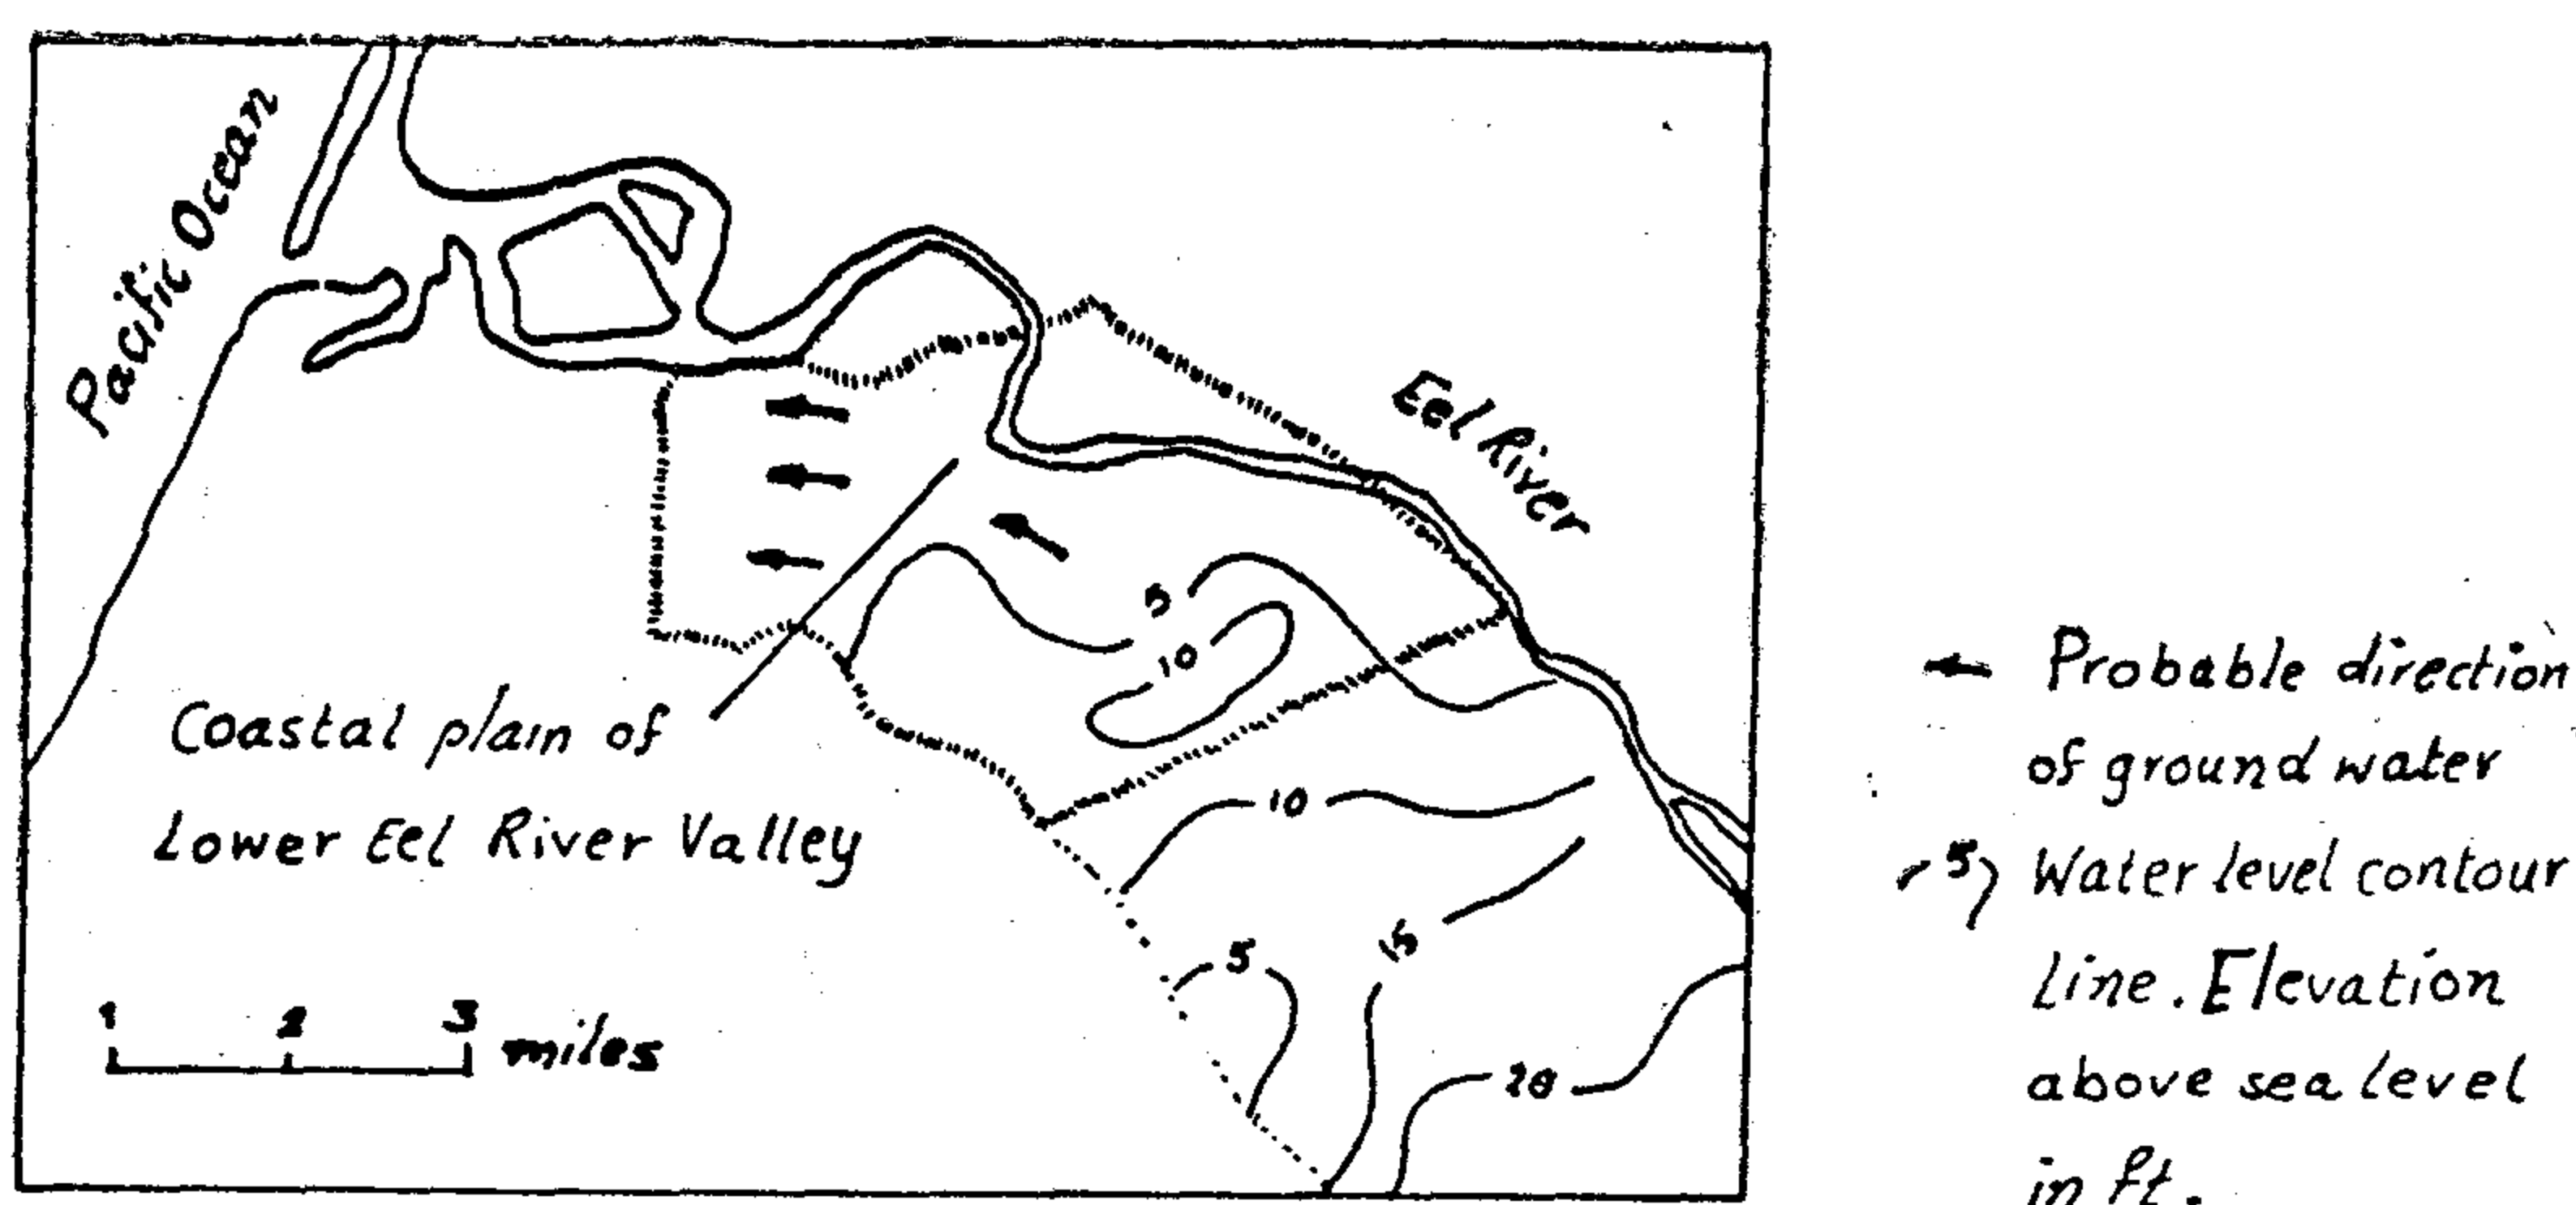 Pacific Ocean
Eel River
5
10
Coastal plain of
Lower Eel River Valley
10
5
15
20
1 2 3 miles
Probable direction
of ground water
5
Water level contour
line. Elevation
above sea level
in ft.